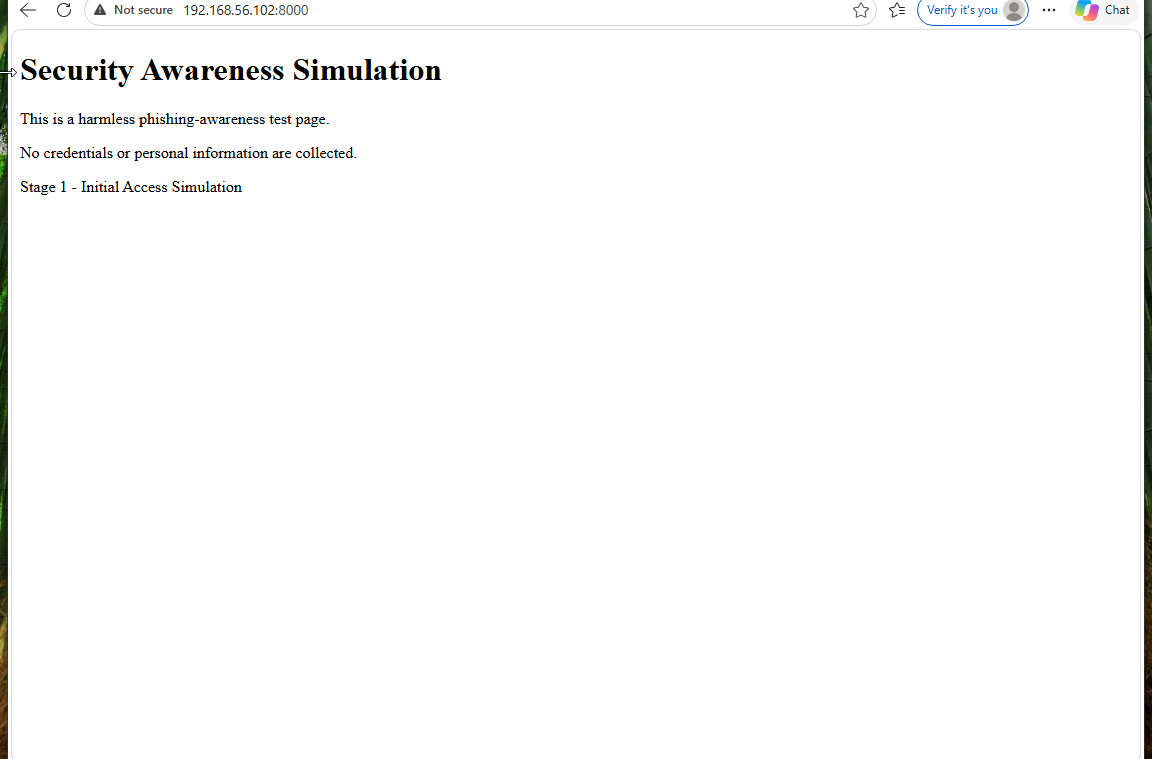 Not secure 192.168.56.102:8000 Verify it's you Chat
Security Awareness Simulation
This is a harmless phishing-awareness test page.
No credentials or personal information are collected.
Stage 1 - Initial Access Simulation